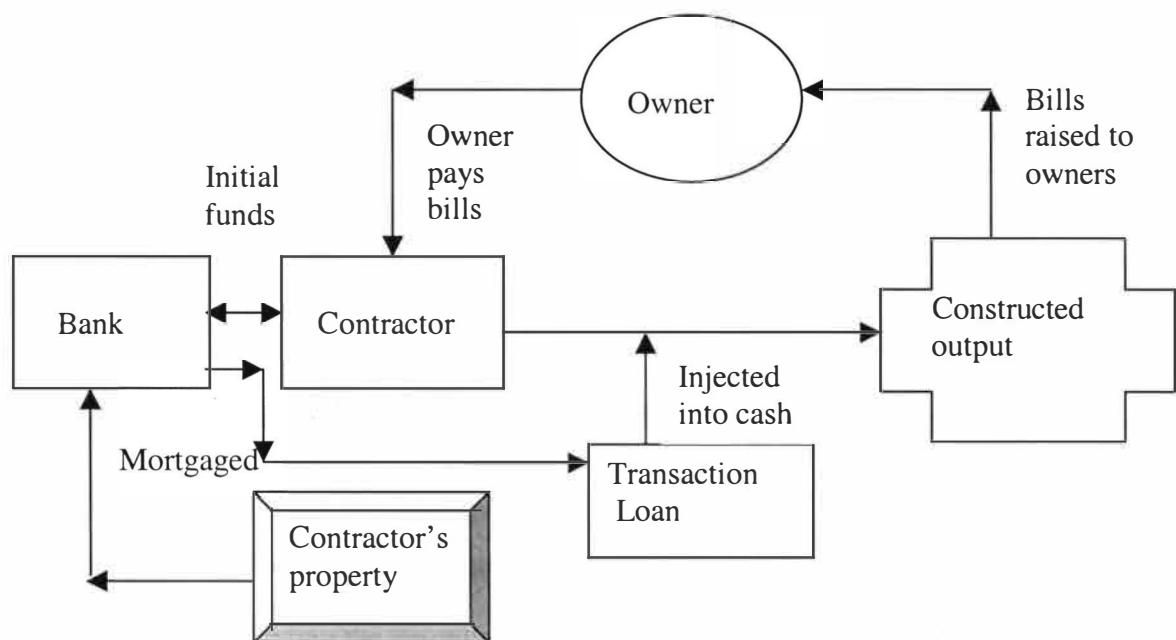 Owner
Bills
raised to
owners
Owner
pays
bills
Initial
funds
Bank
Contractor
Constructed
output
Injected
into cash
Mortgaged
Transaction
Loan
Contractor’s
property